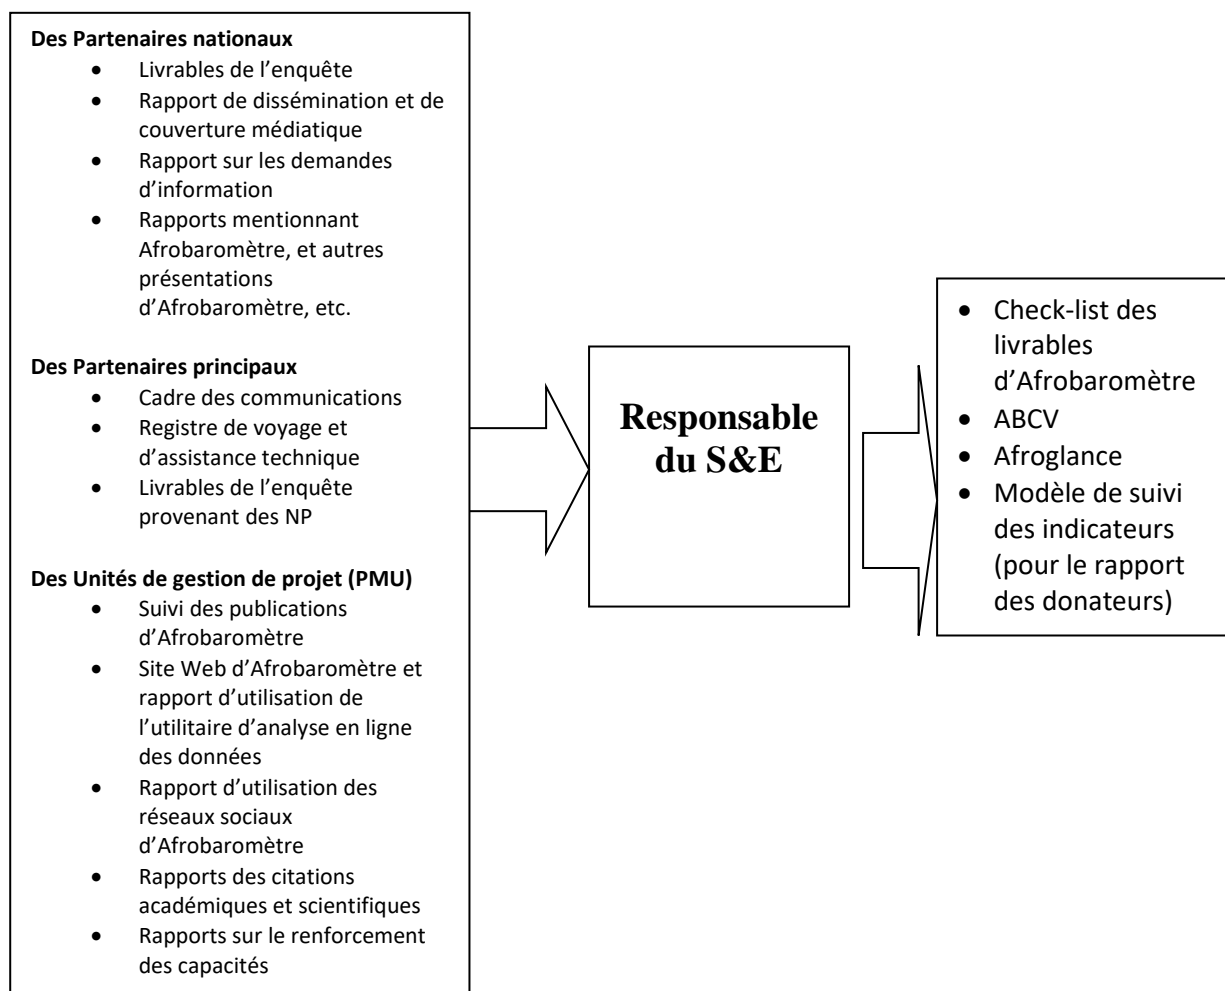 Des Partenaires nationaux
• Livrables de l’enquête
• Rapport de dissémination et de
couverture médiatique
• Rapport sur les demandes
d’information
• Rapports mentionnant
Afrobaromètre, et autres
présentations
d’Afrobaromètre, etc.
Des Partenaires principaux
• Cadre des communications
• Registre de voyage et
d’assistance technique
• Livrables de l’enquête
provenant des NP
Des Unités de gestion de projet (PMU)
• Suivi des publications
d’Afrobaromètre
• Site Web d’Afrobaromètre et
rapport d’utilisation de
l’utilitaire d’analyse en ligne
des données
• Rapport d’utilisation des
réseaux sociaux
d’Afrobaromètre
• Rapports des citations
académiques et scientifiques
• Rapports sur le renforcement
des capacités
Responsable
du S&E
• Check-list des
livrables
d’Afrobaromètre
• ABCV
• Afroglance
• Modèle de suivi
des indicateurs
(pour le rapport
des donateurs)